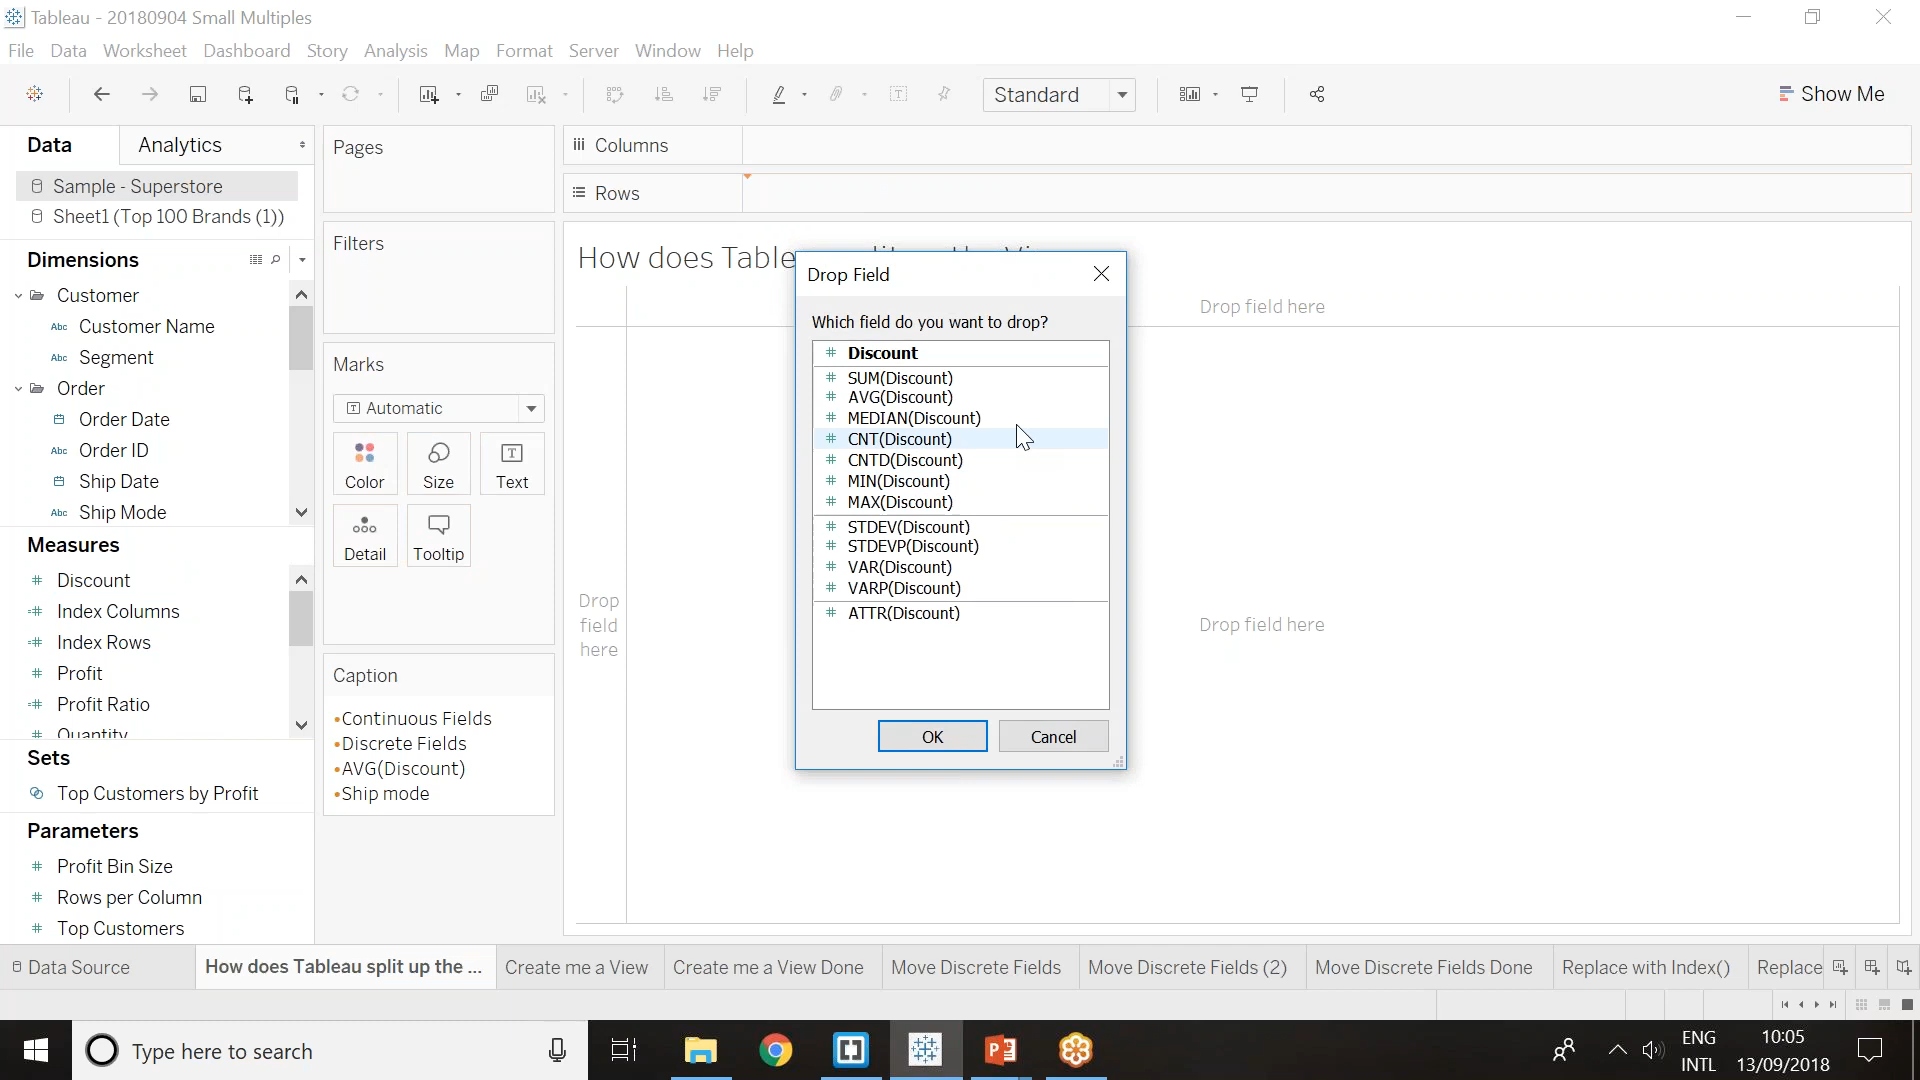 Tableau - 20180904 Small Multiples
File Data Worksheet Dashboard Story Analysis Map Format Server Window Help
Standard
Show Me
Data
Analytics
Sample - Superstore
Sheet1 (Top 100 Brands (1))
Dimensions
Customer
Abc Customer Name
Abc Segment
Order
Order Date
Abc Order ID
Ship Date
Abc Ship Mode
Measures
# Discount
=# Index Columns
=# Index Rows
# Profit
=# Profit Ratio
# Quantity
Sets
Top Customers by Profit
Parameters
# Profit Bin Size
# Rows per Column
# Top Customers
Pages
Filters
Marks
Automatic
Color
Size
Text
Detail
Tooltip
Caption
•Continuous Fields
•Discrete Fields
•AVG(Discount)
•Ship mode
Columns
Rows
How does Table
Drop field here
Drop
field
here
Drop field here
Drop Field
Which field do you want to drop?
# Discount
# SUM(Discount)
# AVG(Discount)
# MEDIAN(Discount)
# CNT(Discount)
# CNTD(Discount)
# MIN(Discount)
# MAX(Discount)
# STDEV(Discount)
# STDEVP(Discount)
# VAR(Discount)
# VARP(Discount)
# ATTR(Discount)
OK
Cancel
Data Source
How does Tableau split up the ...
Create me a View
Create me a View Done
Move Discrete Fields
Move Discrete Fields (2)
Move Discrete Fields Done
Replace with Index()
Replace
Type here to search
ENG
INTL
10:05
13/09/2018